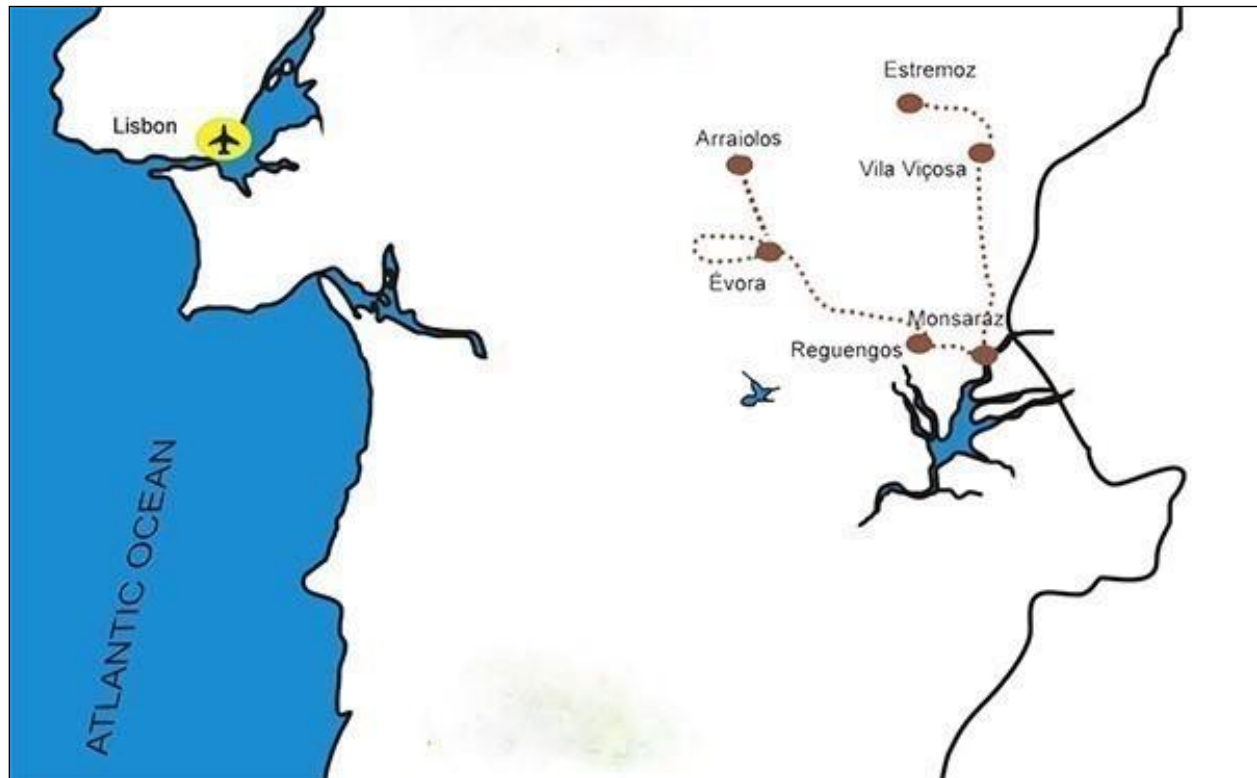 Estremoz
Lisbon
Arraiolos
Vila Viçosa
Évora
Monsaraz
Reguengos
ATLANTIC OCEAN